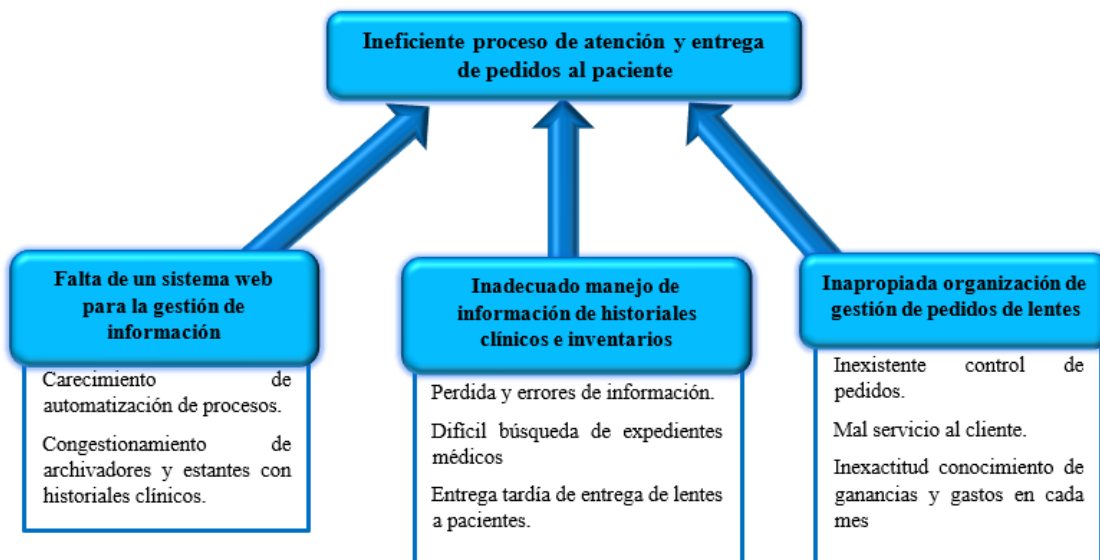 Ineficiente proceso de atención y entrega
de pedidos al paciente
Falta de un sistema web
para la gestión de
información
Carecimiento de
automatización de procesos.
Congestionamiento de
archivadores y estantes con
historiales clínicos.
Inadecuado manejo de
información de historiales
clínicos e inventarios
Perdida y errores de información.
Difícil búsqueda de expedientes
médicos
Entrega tardía de entrega de lentes
a pacientes.
Inapropiada organización de
gestión de pedidos de lentes
Inexistente control de
pedidos.
Mal servicio al cliente.
Inexactitud conocimiento de
ganancias y gastos en cada
mes